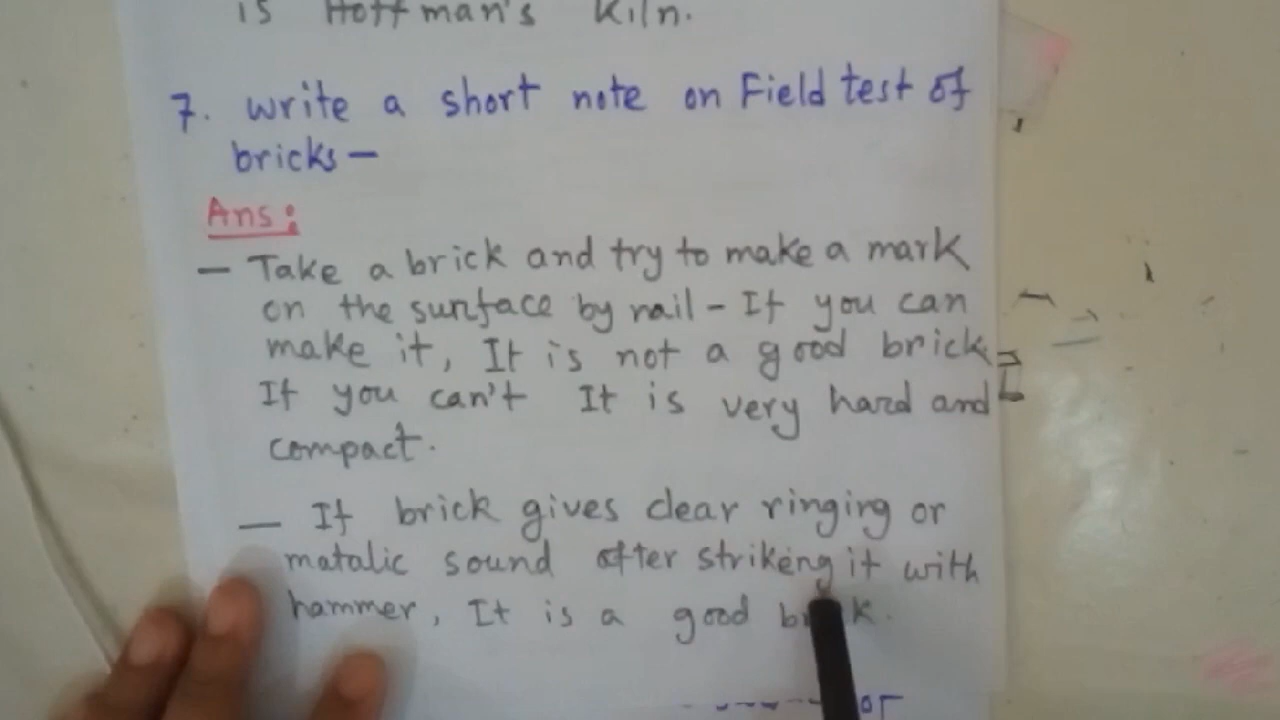 is Hoffman's Kiln.
7. write a short note on Field test of
bricks —
Ans:
— Take a brick and try to make a mark
on the surface by nail - If you can
make it, It is not a good brick
If you can't It is very hard and
compact.
— If brick gives clear ringing or
matalic sound after strikeng it with
hammer, It is a good
or